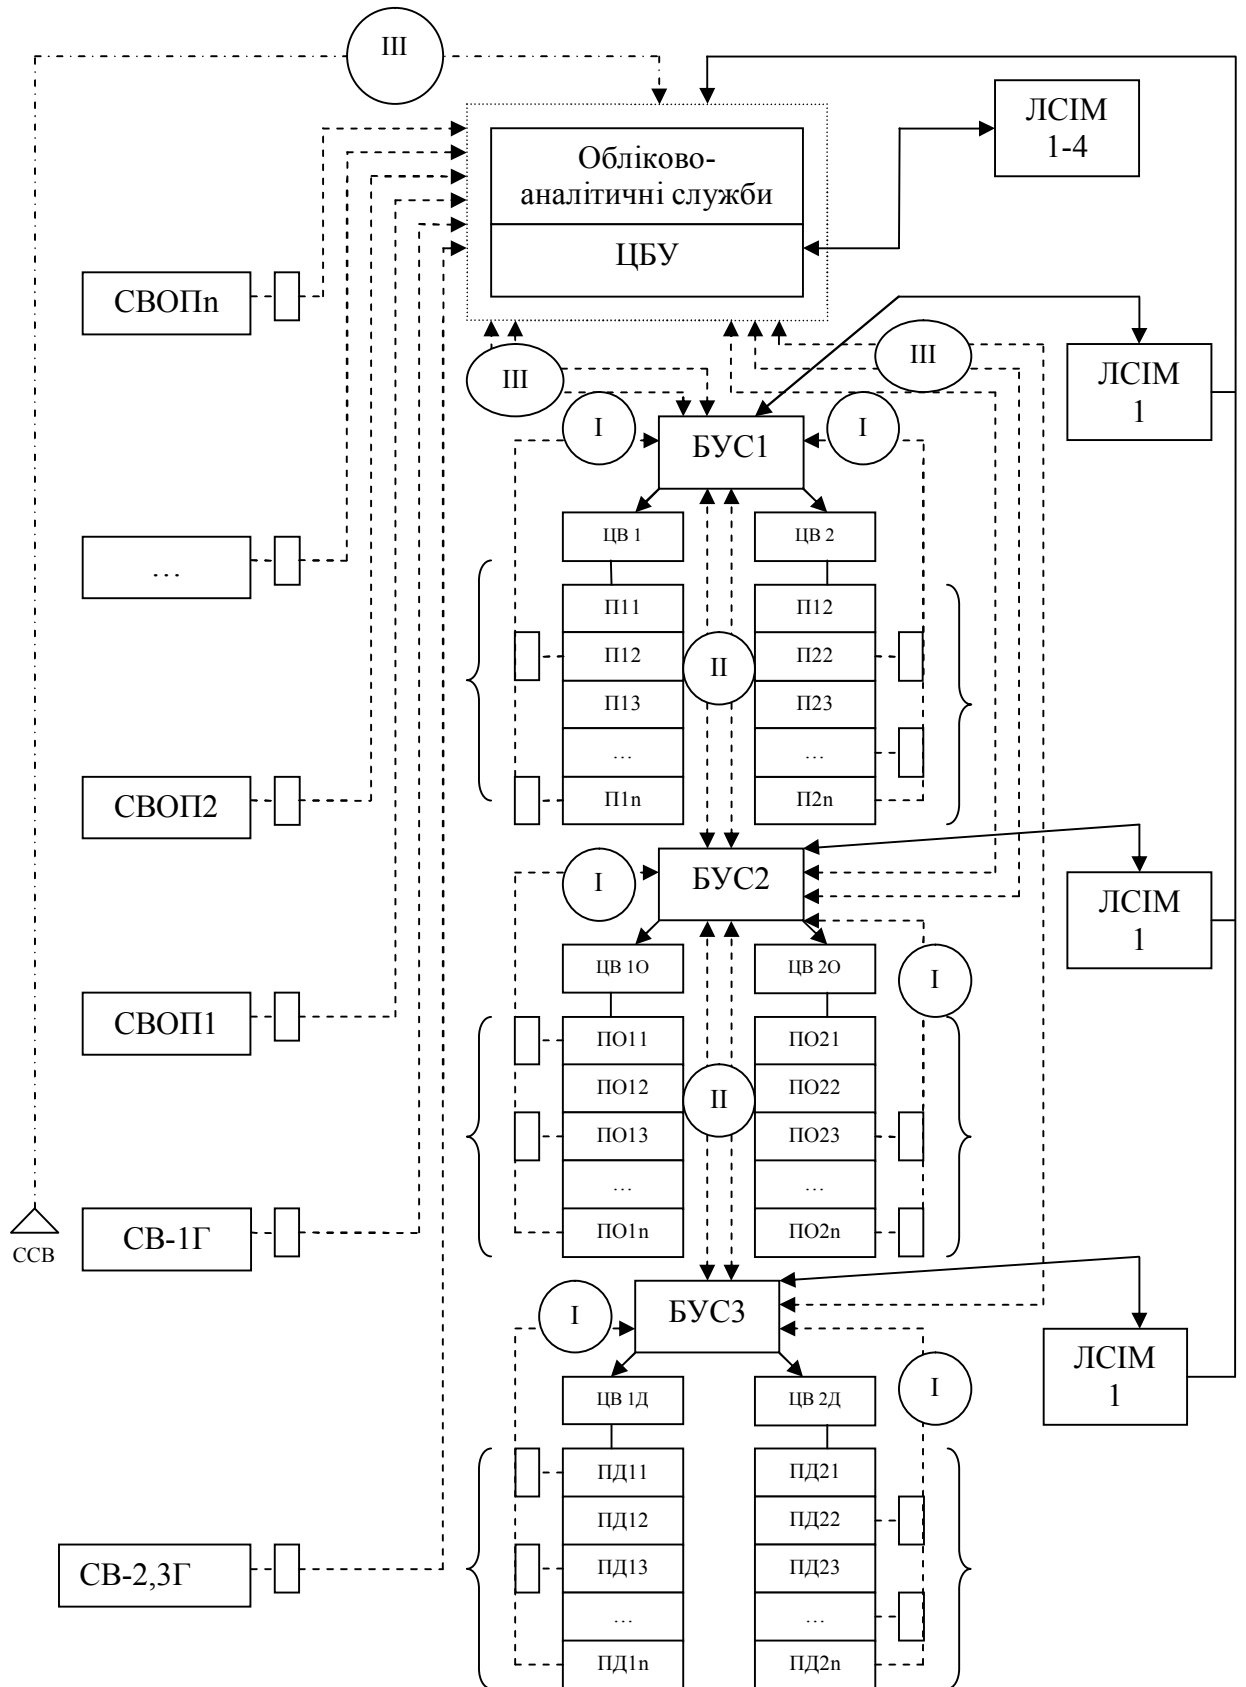 III
ЛСІМ
1-4
Обліково-
аналітичні служби
ЦБУ
СВОПn
III
III
ЛСІМ
1
I
I
БУС1
ЦВ 1
ЦВ 2
...
П11
П12
П12
II
П22
П13
П23
...
...
СВОП2
П1n
П2n
I
БУС2
ЛСІМ
1
ЦВ 1О
ЦВ 2О
I
СВОП1
ПО11
ПО21
ПО12
II
ПО22
ПО13
ПО23
...
...
ССВ
СВ-1Г
ПО1n
ПО2n
I
БУС3
ЛСІМ
1
ЦВ 1Д
ЦВ 2Д
I
ПД11
ПД21
ПД12
ПД22
СВ-2,3Г
ПД13
ПД23
...
...
ПД1n
ПД2n